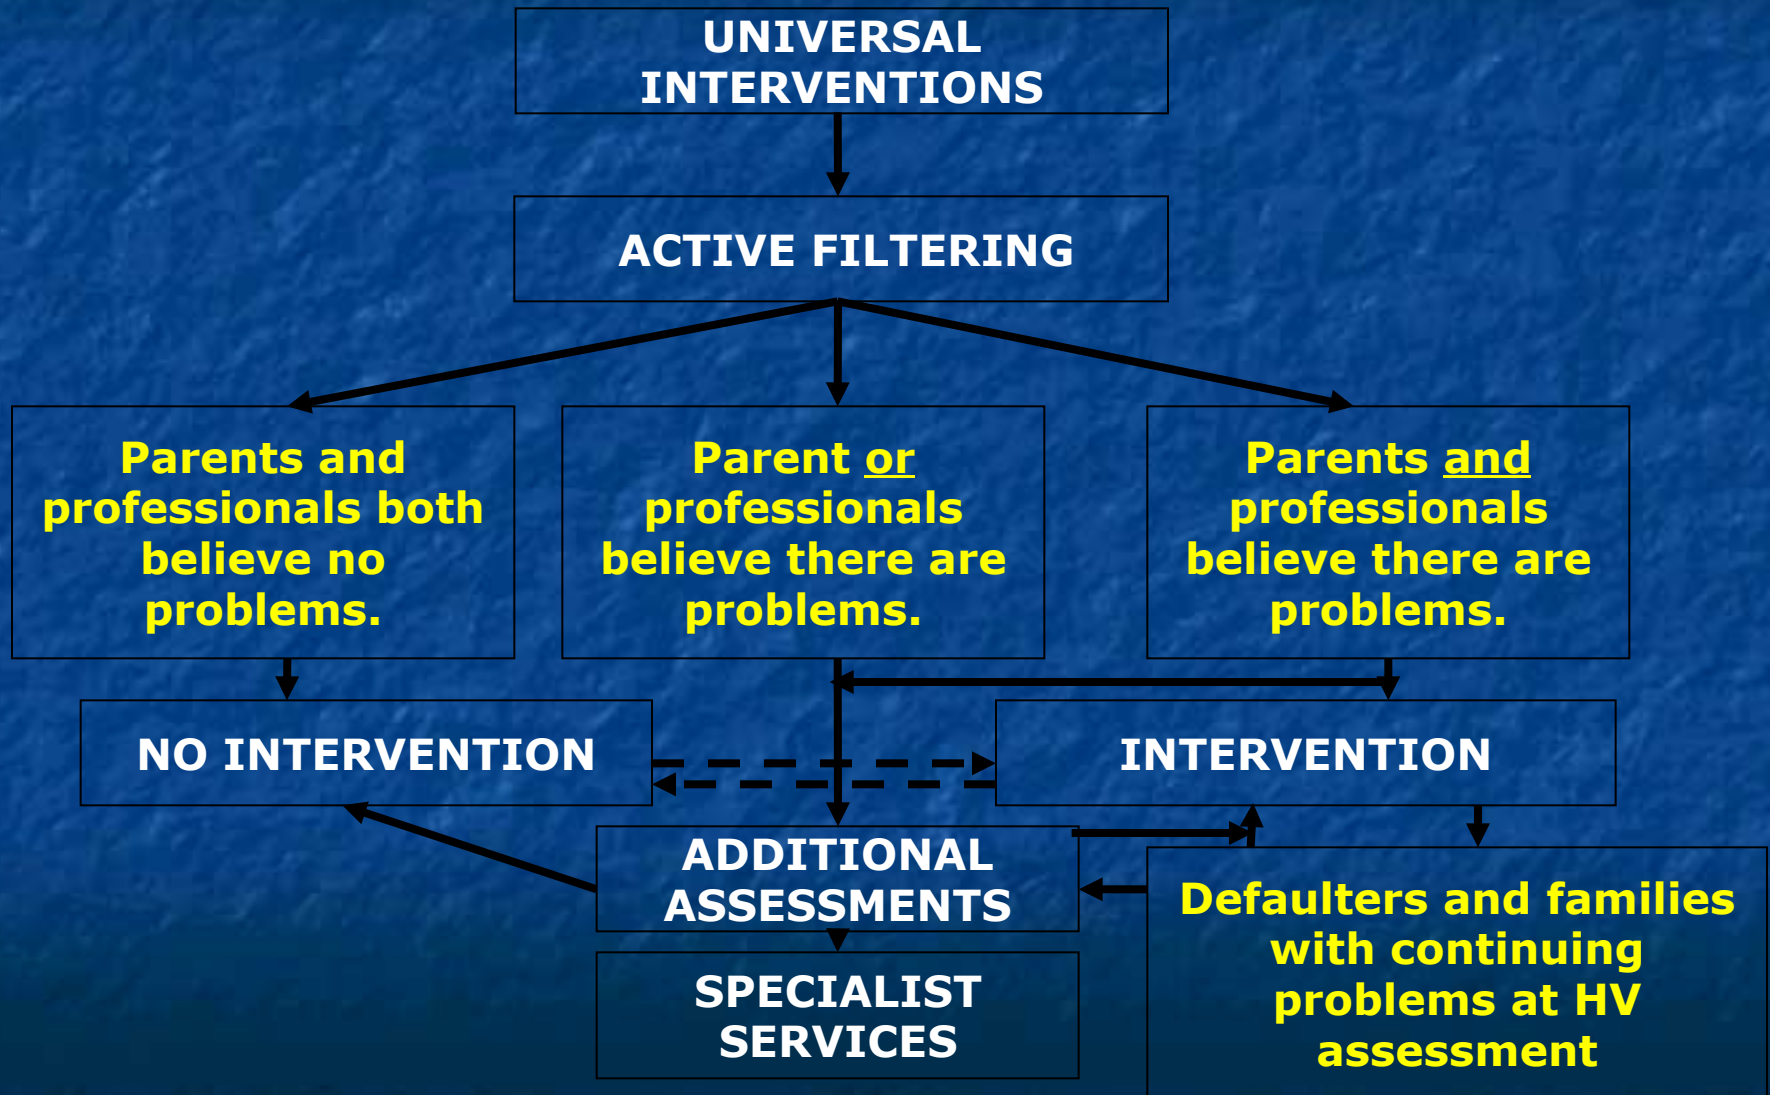 UNIVERSAL
INTERVENTIONS
ACTIVE FILTERING
Parents and
professionals both
believe no
problems.
Parent or
professionals
believe there are
problems.
Parents and
professionals
believe there are
problems.
NO INTERVENTION
INTERVENTION
ADDITIONAL
ASSESSMENTS
Defaulters and families
with continuing
problems at HV
assessment
SPECIALIST
SERVICES